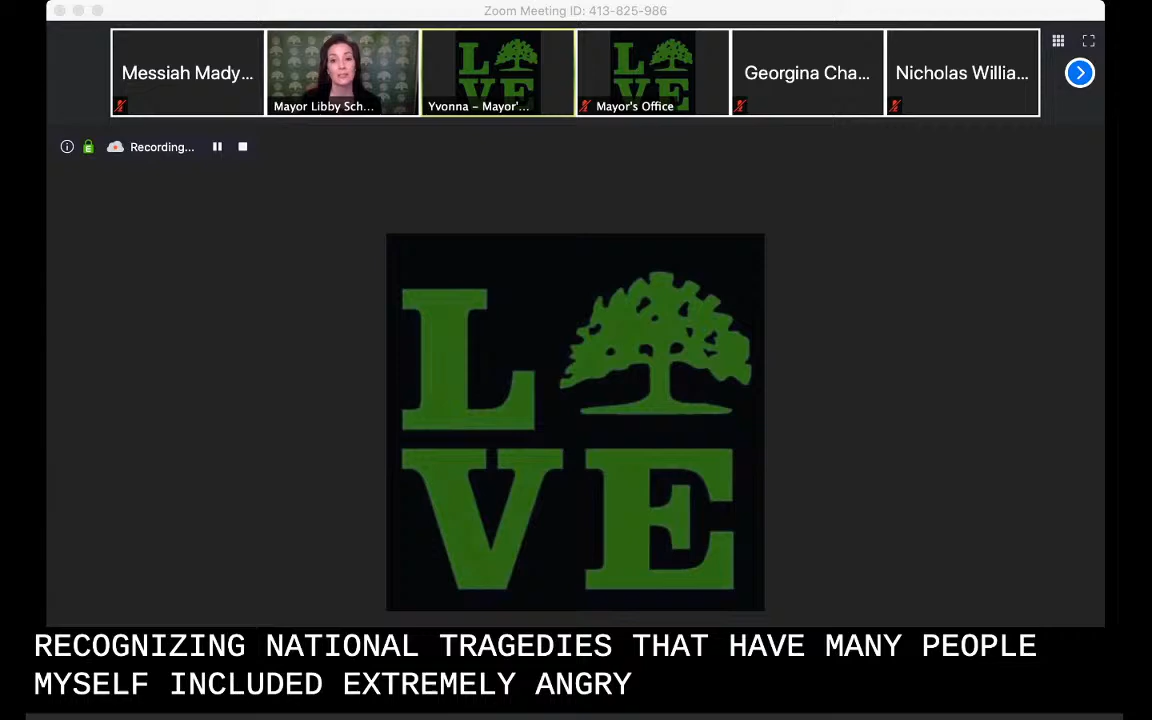 Zoom Meeting ID: 413-825-986
Messiah Mady...
Mayor Libby Sch...
Yvonna – Mayor'...
Mayor's Office
Georgina Cha...
Nicholas Willia...
Recording...
L
VE
RECOGNIZING NATIONAL TRAGEDIES THAT HAVE MANY PEOPLE
MYSELF INCLUDED EXTREMELY ANGRY